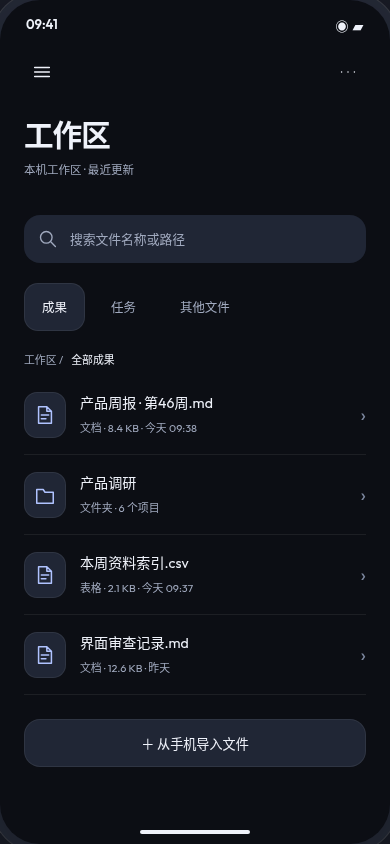 09:41
工作区
本机工作区 · 最近更新
搜索文件名称或路径
成果 任务 其他文件
工作区 / 全部成果
产品周报 · 第46周.md
文档 · 8.4 KB · 今天 09:38
产品调研
文件夹 · 6 个项目
本周资料索引.csv
表格 · 2.1 KB · 今天 09:37
界面审查记录.md
文档 · 12.6 KB · 昨天
＋ 从手机导入文件